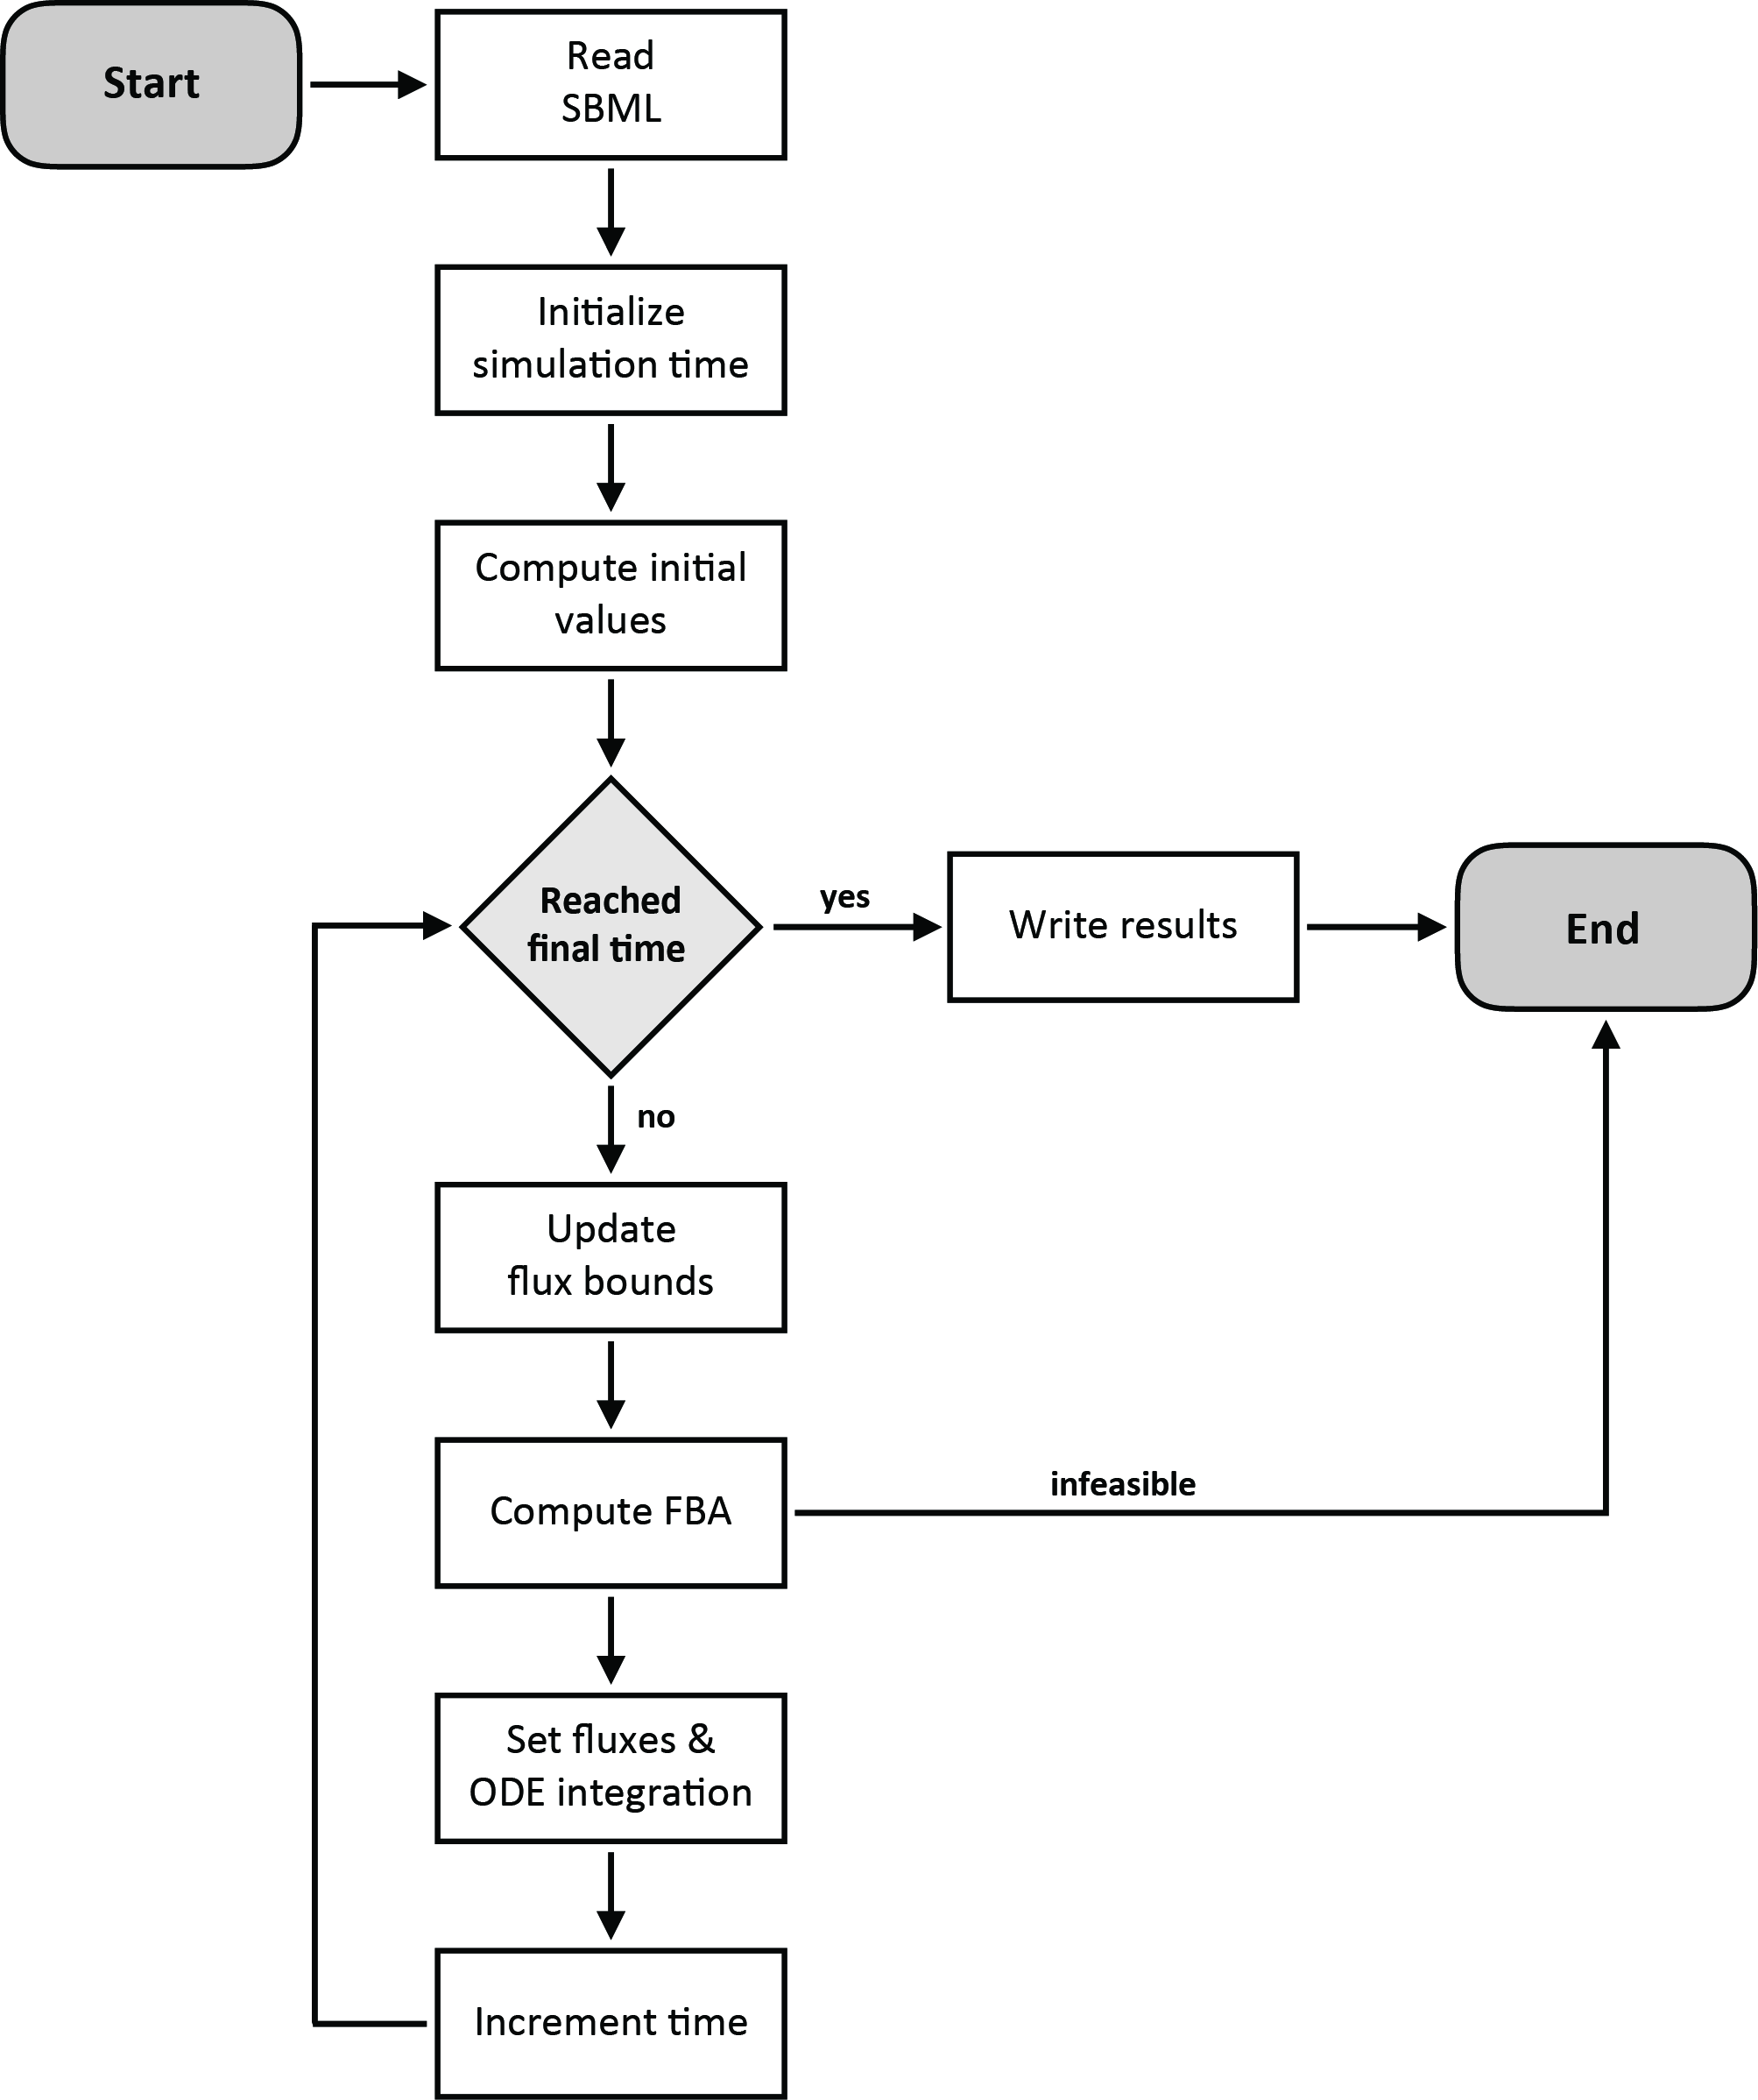 Start
Read
SBML
Initialize
simulation time
Compute initial
values
Reached
final time
yes
Write results
End
no
Update
flux bounds
Compute FBA
infeasible
Set fluxes &
ODE integration
Increment time